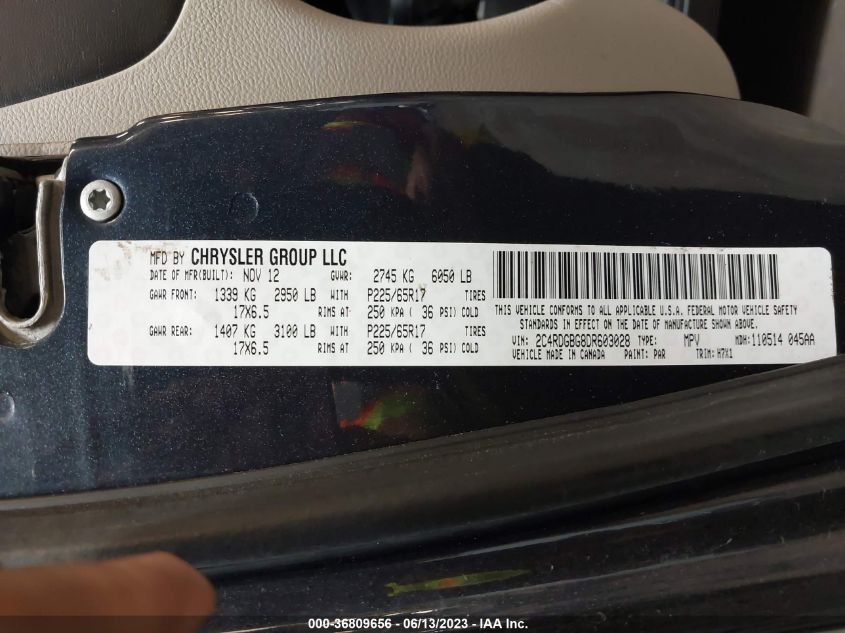 MFD BY CHRYSLER GROUP LLC
DATE OF MFR(BUILT): NOV 12 GVWR: 2745 KG 6050 LB
GAWR FRONT: 1339 KG 2950 LB WITH P225/65R17 TIRES
17X6.5 RIMS AT 250 KPA ( 36 PSI) COLD
GAWR REAR: 1407 KG 3100 LB WITH P225/65R17 TIRES
17X6.5 RIMS AT 250 KPA ( 36 PSI) COLD
THIS VEHICLE CONFORMS TO ALL APPLICABLE U.S.A. FEDERAL MOTOR VEHICLE SAFETY
STANDARDS IN EFFECT ON THE DATE OF MANUFACTURE SHOWN ABOVE.
VIN: 2C4RDGBG8DR603028 TYPE: MPV MDH: 110514 045AA
VEHICLE MADE IN CANADA PAINT: PAR TRIM: H7X1
000-36809656 - 06/13/2023 - IAA Inc.